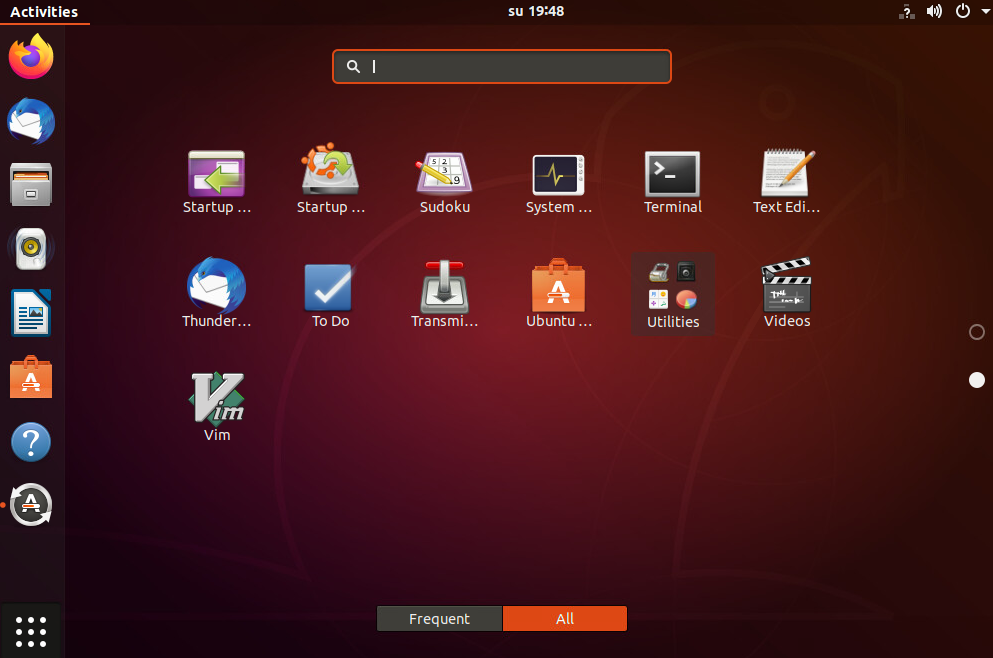 Activities
su 19:48
?
Startup ...
Startup ...
Sudoku
System ...
Terminal
Text Edi...
Thunder...
To Do
Transmi...
Ubuntu ...
Utilities
Videos
Vim
Frequent
All